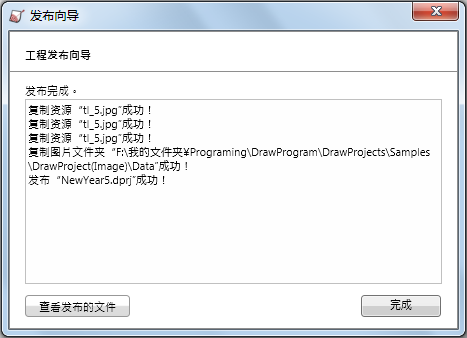 发布向导
工程发布向导
发布完成。
复制资源 “tl_5.jpg”成功！
复制资源 “tl_5.jpg”成功！
复制资源 “tl_5.jpg”成功！
复制图片文件夹 “F:\我的文件夹¥Programing\DrawProgram\DrawProjects\Samples
\DrawProject(Image)\Data”成功！
发布 “NewYear5.dprj”成功！
查看发布的文件
完成